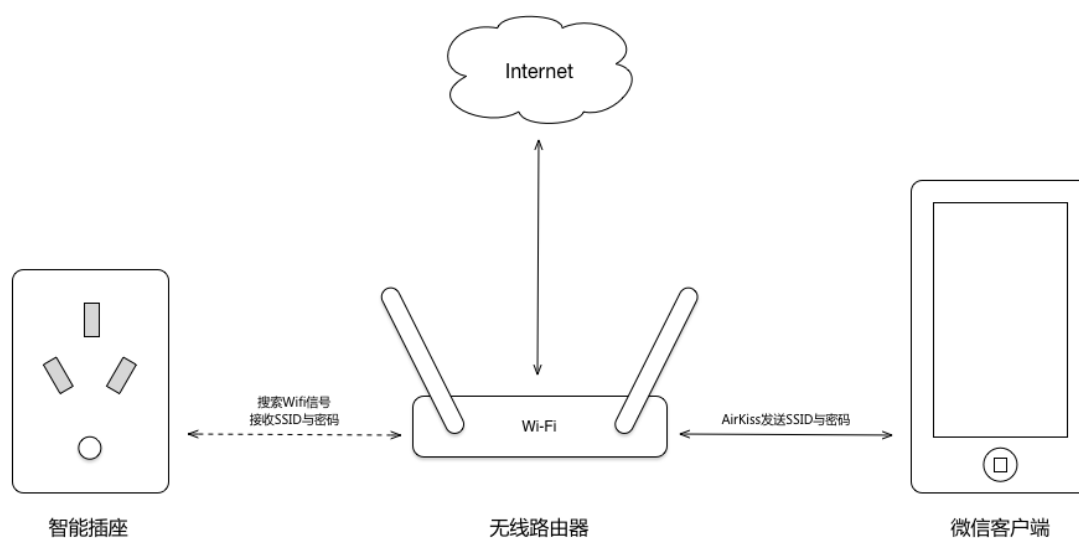 Internet
搜索Wifi信号
接收SSID与密码
Wi-Fi
AirKiss发送SSID与密码
智能插座
无线路由器
微信客户端